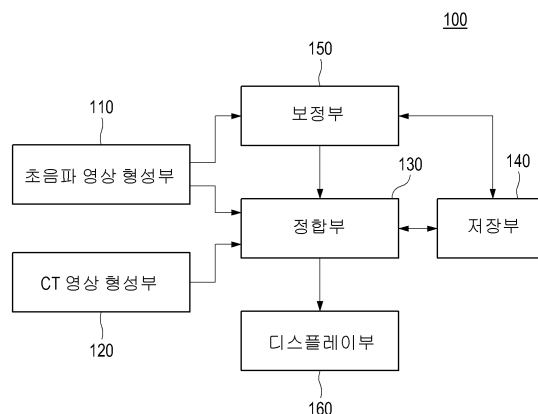 100
150
보정부
110
초음파 영상 형성부
130
정합부
140
저장부
CT 영상 형성부
120
디스플레이부
160